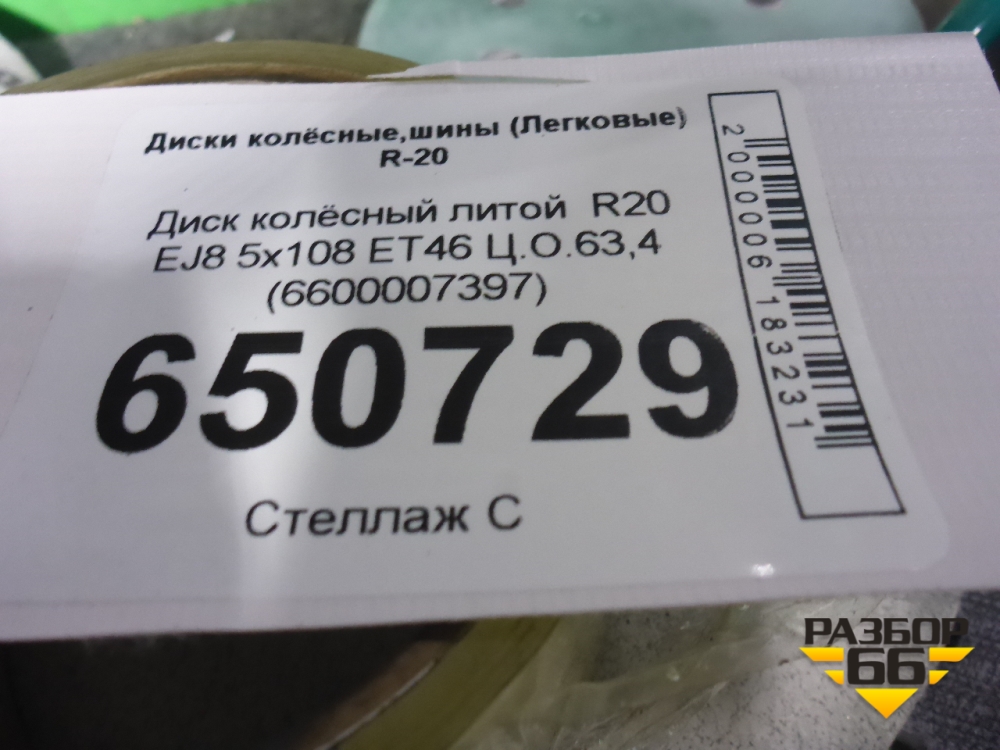 Диски колёсные,шины (Легковые)
R-20
Диск колёсный литой R20
EJ8 5x108 ET46 Ц.О.63,4
(6600007397)
650729
Стеллаж С
2000006183231
РАЗБОР
66